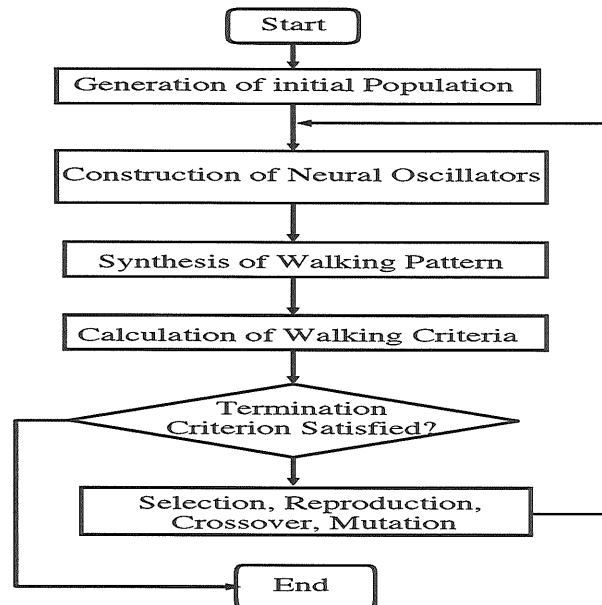 Start
Generation of initial Population
Construction of Neural Oscillators
Synthesis of Walking Pattern
Calculation of Walking Criteria
Termination
Criterion Satisfied?
Selection, Reproduction,
Crossover, Mutation
End